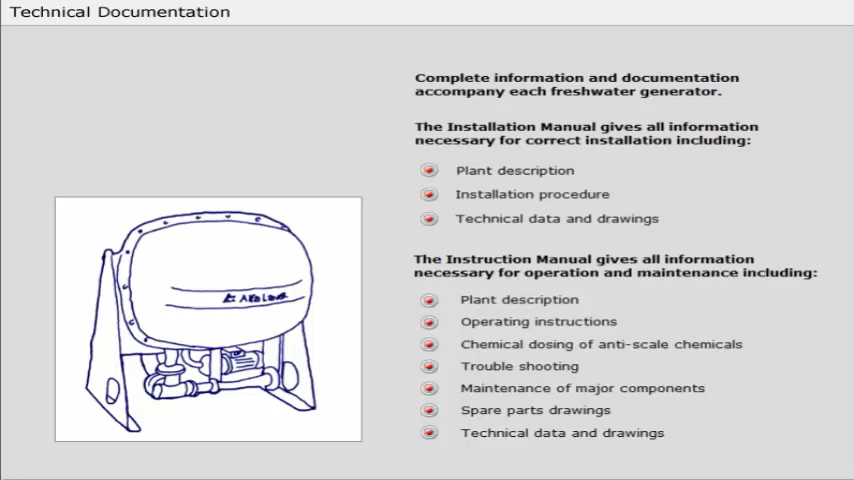 Technical Documentation
Complete information and documentation
accompany each freshwater generator.
The Installation Manual gives all information
necessary for correct installation including:
Plant description
Installation procedure
Technical data and drawings
The Instruction Manual gives all information
necessary for operation and maintenance including:
Plant description
Operating instructions
Chemical dosing of anti-scale chemicals
Trouble shooting
Maintenance of major components
Spare parts drawings
Technical data and drawings